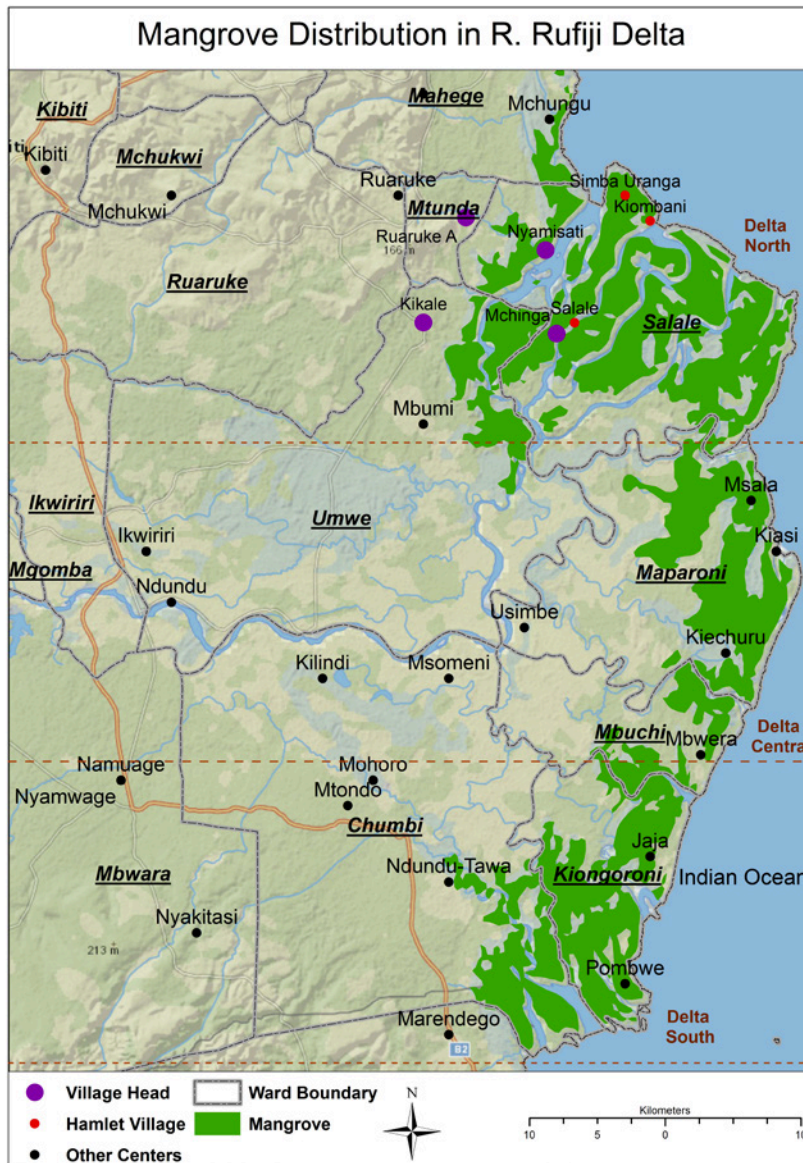 Mangrove Distribution in R. Rufiji Delta
Mahege
Kibiti
Mchungu
Mchukwi
iti
Kibiti
Mchukwi
Ruaruke
Simba Uranga
Kiombani
Mtunda
Delta
North
Ruaruke A
166 m
Nyamisati
Ruaruke
Kikale
Mchinga
Salale
Salale
Mbumi
Ikwiriri
Umwe
Msala
Ikwiriri
Kiasi
Mgomba
Ndundu
Maparoni
Usimbe
Kilindi
Msomeni
Kiechuru
Mbuchi
Mbwera
Delta
Central
Namuage
Nyamwage
Mohoro
Mtondo
Chumbi
Jaja
Mbwara
Ndundu-Tawa
Kiongoroni
Indian Ocean
Nyakitasi
213 m
Pombwe
Marendego
Delta
South
B2
Village Head
Ward Boundary
Hamlet Village
Mangrove
Other Centers
N
Kilometers
10 5 0 10